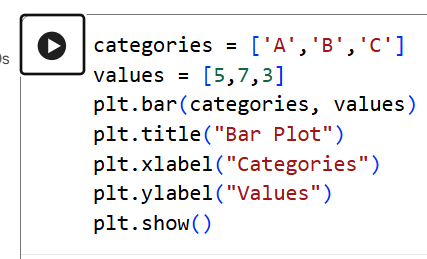 s
categories = ['A','B','C']
values = [5,7,3]
plt.bar(categories, values)
plt.title("Bar Plot")
plt.xlabel("Categories")
plt.ylabel("Values")
plt.show()